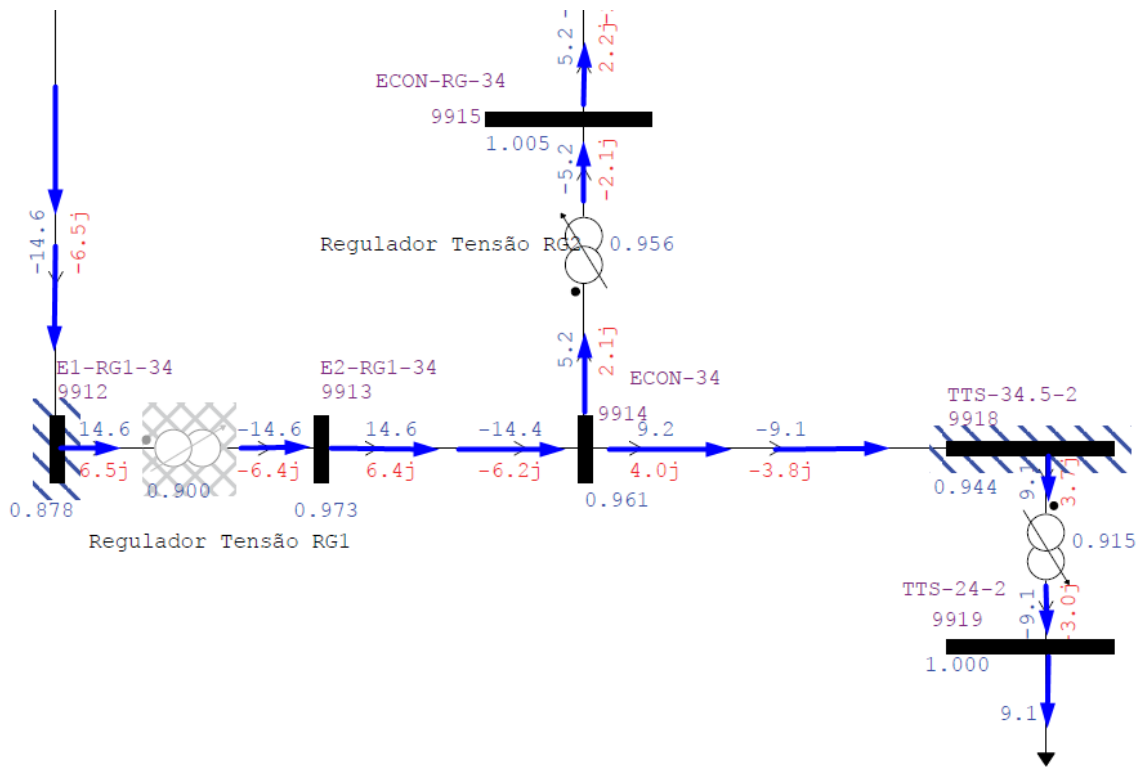 5.2
2.2j
ECON-RG-34
9915
1.005
-5.2
-2.1j
-14.6
-6.5j
Regulador Tensão RG2
0.956
5.2
2.1j
E1-RG1-34
9912
E2-RG1-34
9913
ECON-34
9914
TTS-34.5-2
9918
14.6
-14.6
14.6
-14.4
9.2
-9.1
6.5j
-6.4j
6.4j
-6.2j
4.0j
-3.8j
0.900
0.878
0.973
0.961
0.944
9.1
3.7j
Regulador Tensão RG1
0.915
TTS-24-2
9919
-9.1
-3.0j
1.000
9.1